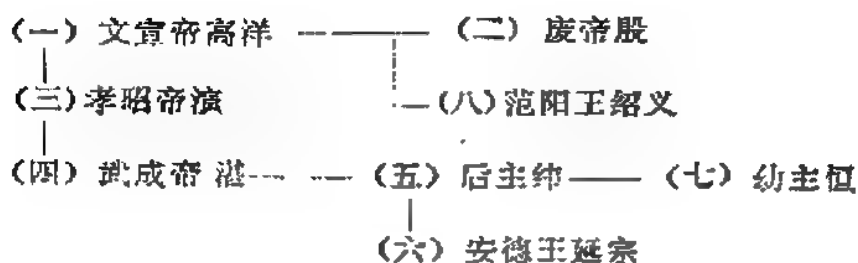 (一) 文宣帝高洋 (二) 废帝殷
(三) 孝昭帝演 (八) 范阳王绍义
(四) 武成帝湛 (五) 后主纬 (七) 幼主恒
(六) 安德王延宗